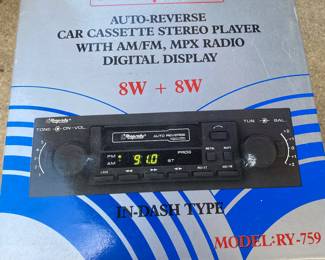 AUTO-REVERSE
CAR CASSETTE STEREO PLAYER
WITH AM/FM, MPX RADIO
DIGITAL DISPLAY
8W + 8W
TONE ON-VOL
AUTO REVERSE
TUN BAL
FM
AM
91.0
PROG
ST
IN-DASH TYPE
MODEL:RY-759